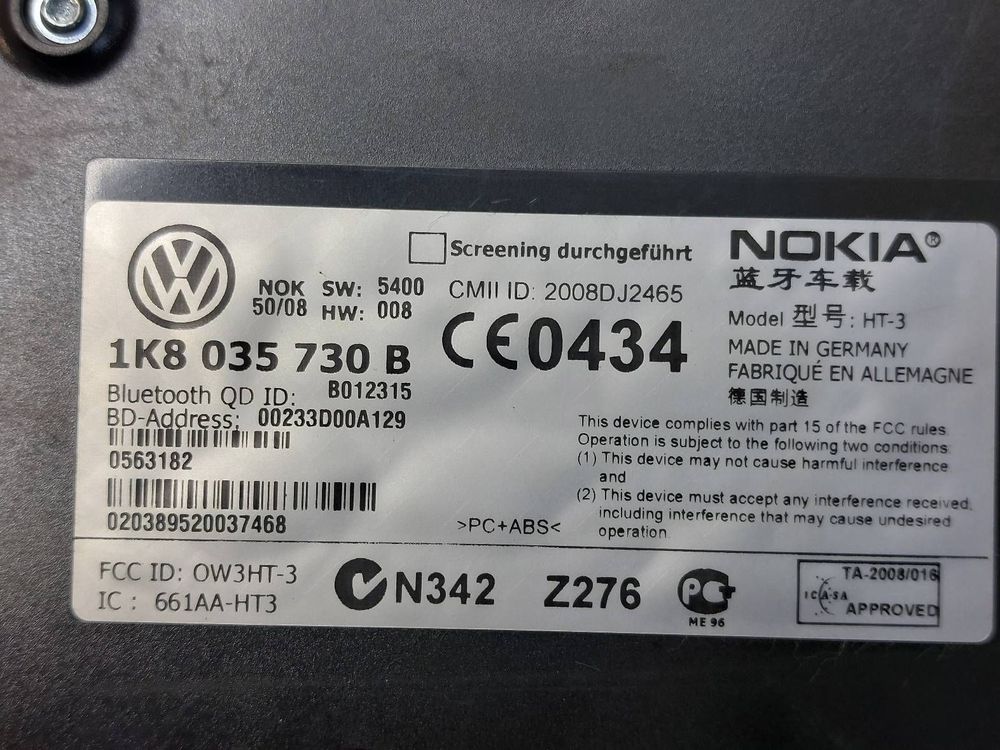 Screening durchgeführt
NOKIA®
蓝牙车载
NOK SW: 5400
50/08 HW: 008
CMII ID: 2008DJ2465
Model 型号: HT-3
1K8 035 730 B
CE0434
MADE IN GERMANY
FABRIQUÉ EN ALLEMAGNE
德国制造
Bluetooth QD ID: B012315
BD-Address: 00233D00A129
0563182
020389520037468
This device complies with part 15 of the FCC rules.
Operation is subject to the following two conditions:
(1) This device may not cause harmful interference
and
(2) This device must accept any interference received,
including interference that may cause undesired
operation.
>PC+ABS<
FCC ID: OW3HT-3
IC : 661AA-HT3
N342
Z276
ME 96
TA-2008/016
ICASA
APPROVED